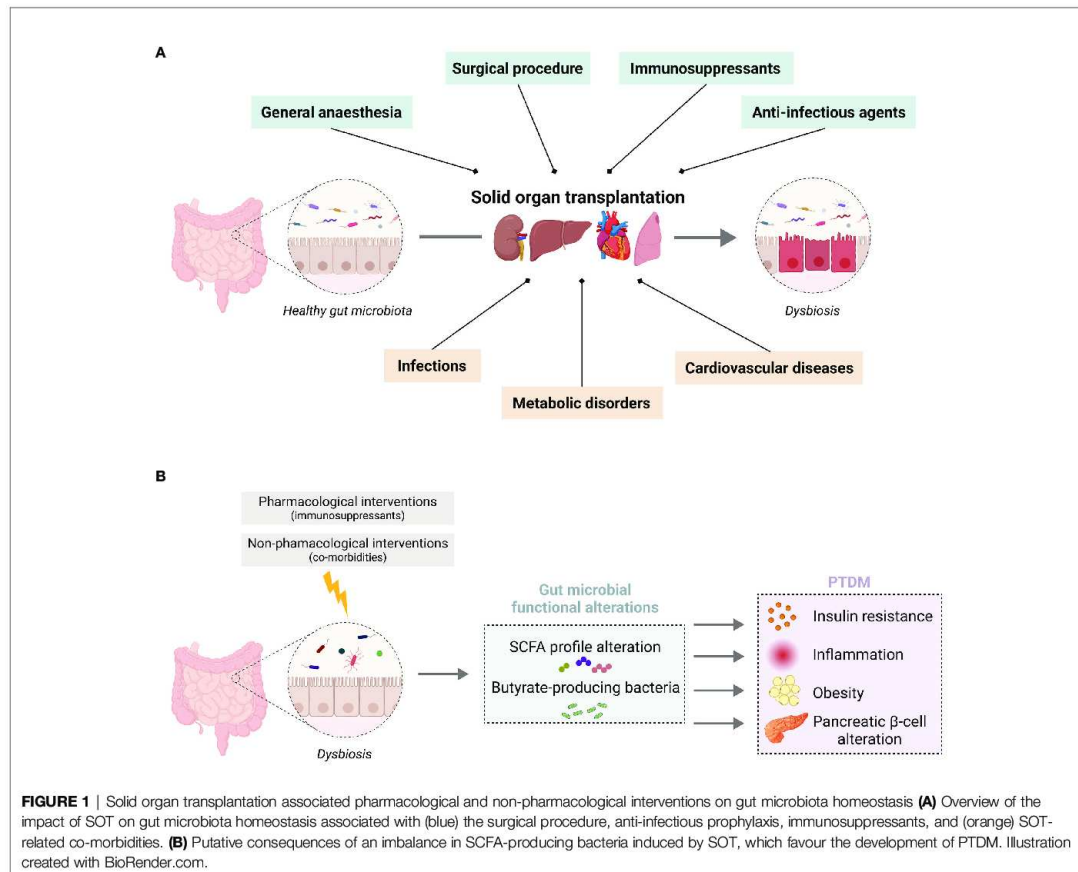 A
Surgical procedure
Immunosuppressants
General anaesthesia
Anti-infectious agents
Solid organ transplantation
Healthy gut microbiota
Dysbiosis
Infections
Cardiovascular diseases
Metabolic disorders
B
Pharmacological interventions
(immunosuppressants)
Non-phamacological interventions
(co-morbidities)
Gut microbial
functional alterations
PTDM
SCFA profile alteration
Butyrate-producing bacteria
Insulin resistance
Inflammation
Obesity
Pancreatic β-cell
alteration
Dysbiosis
FIGURE 1 | Solid organ transplantation associated pharmacological and non-pharmacological interventions on gut microbiota homeostasis (A) Overview of the
impact of SOT on gut microbiota homeostasis associated with (blue) the surgical procedure, anti-infectious prophylaxis, immunosuppressants, and (orange) SOT-
related co-morbidities. (B) Putative consequences of an imbalance in SCFA-producing bacteria induced by SOT, which favour the development of PTDM. Illustration
created with BioRender.com.